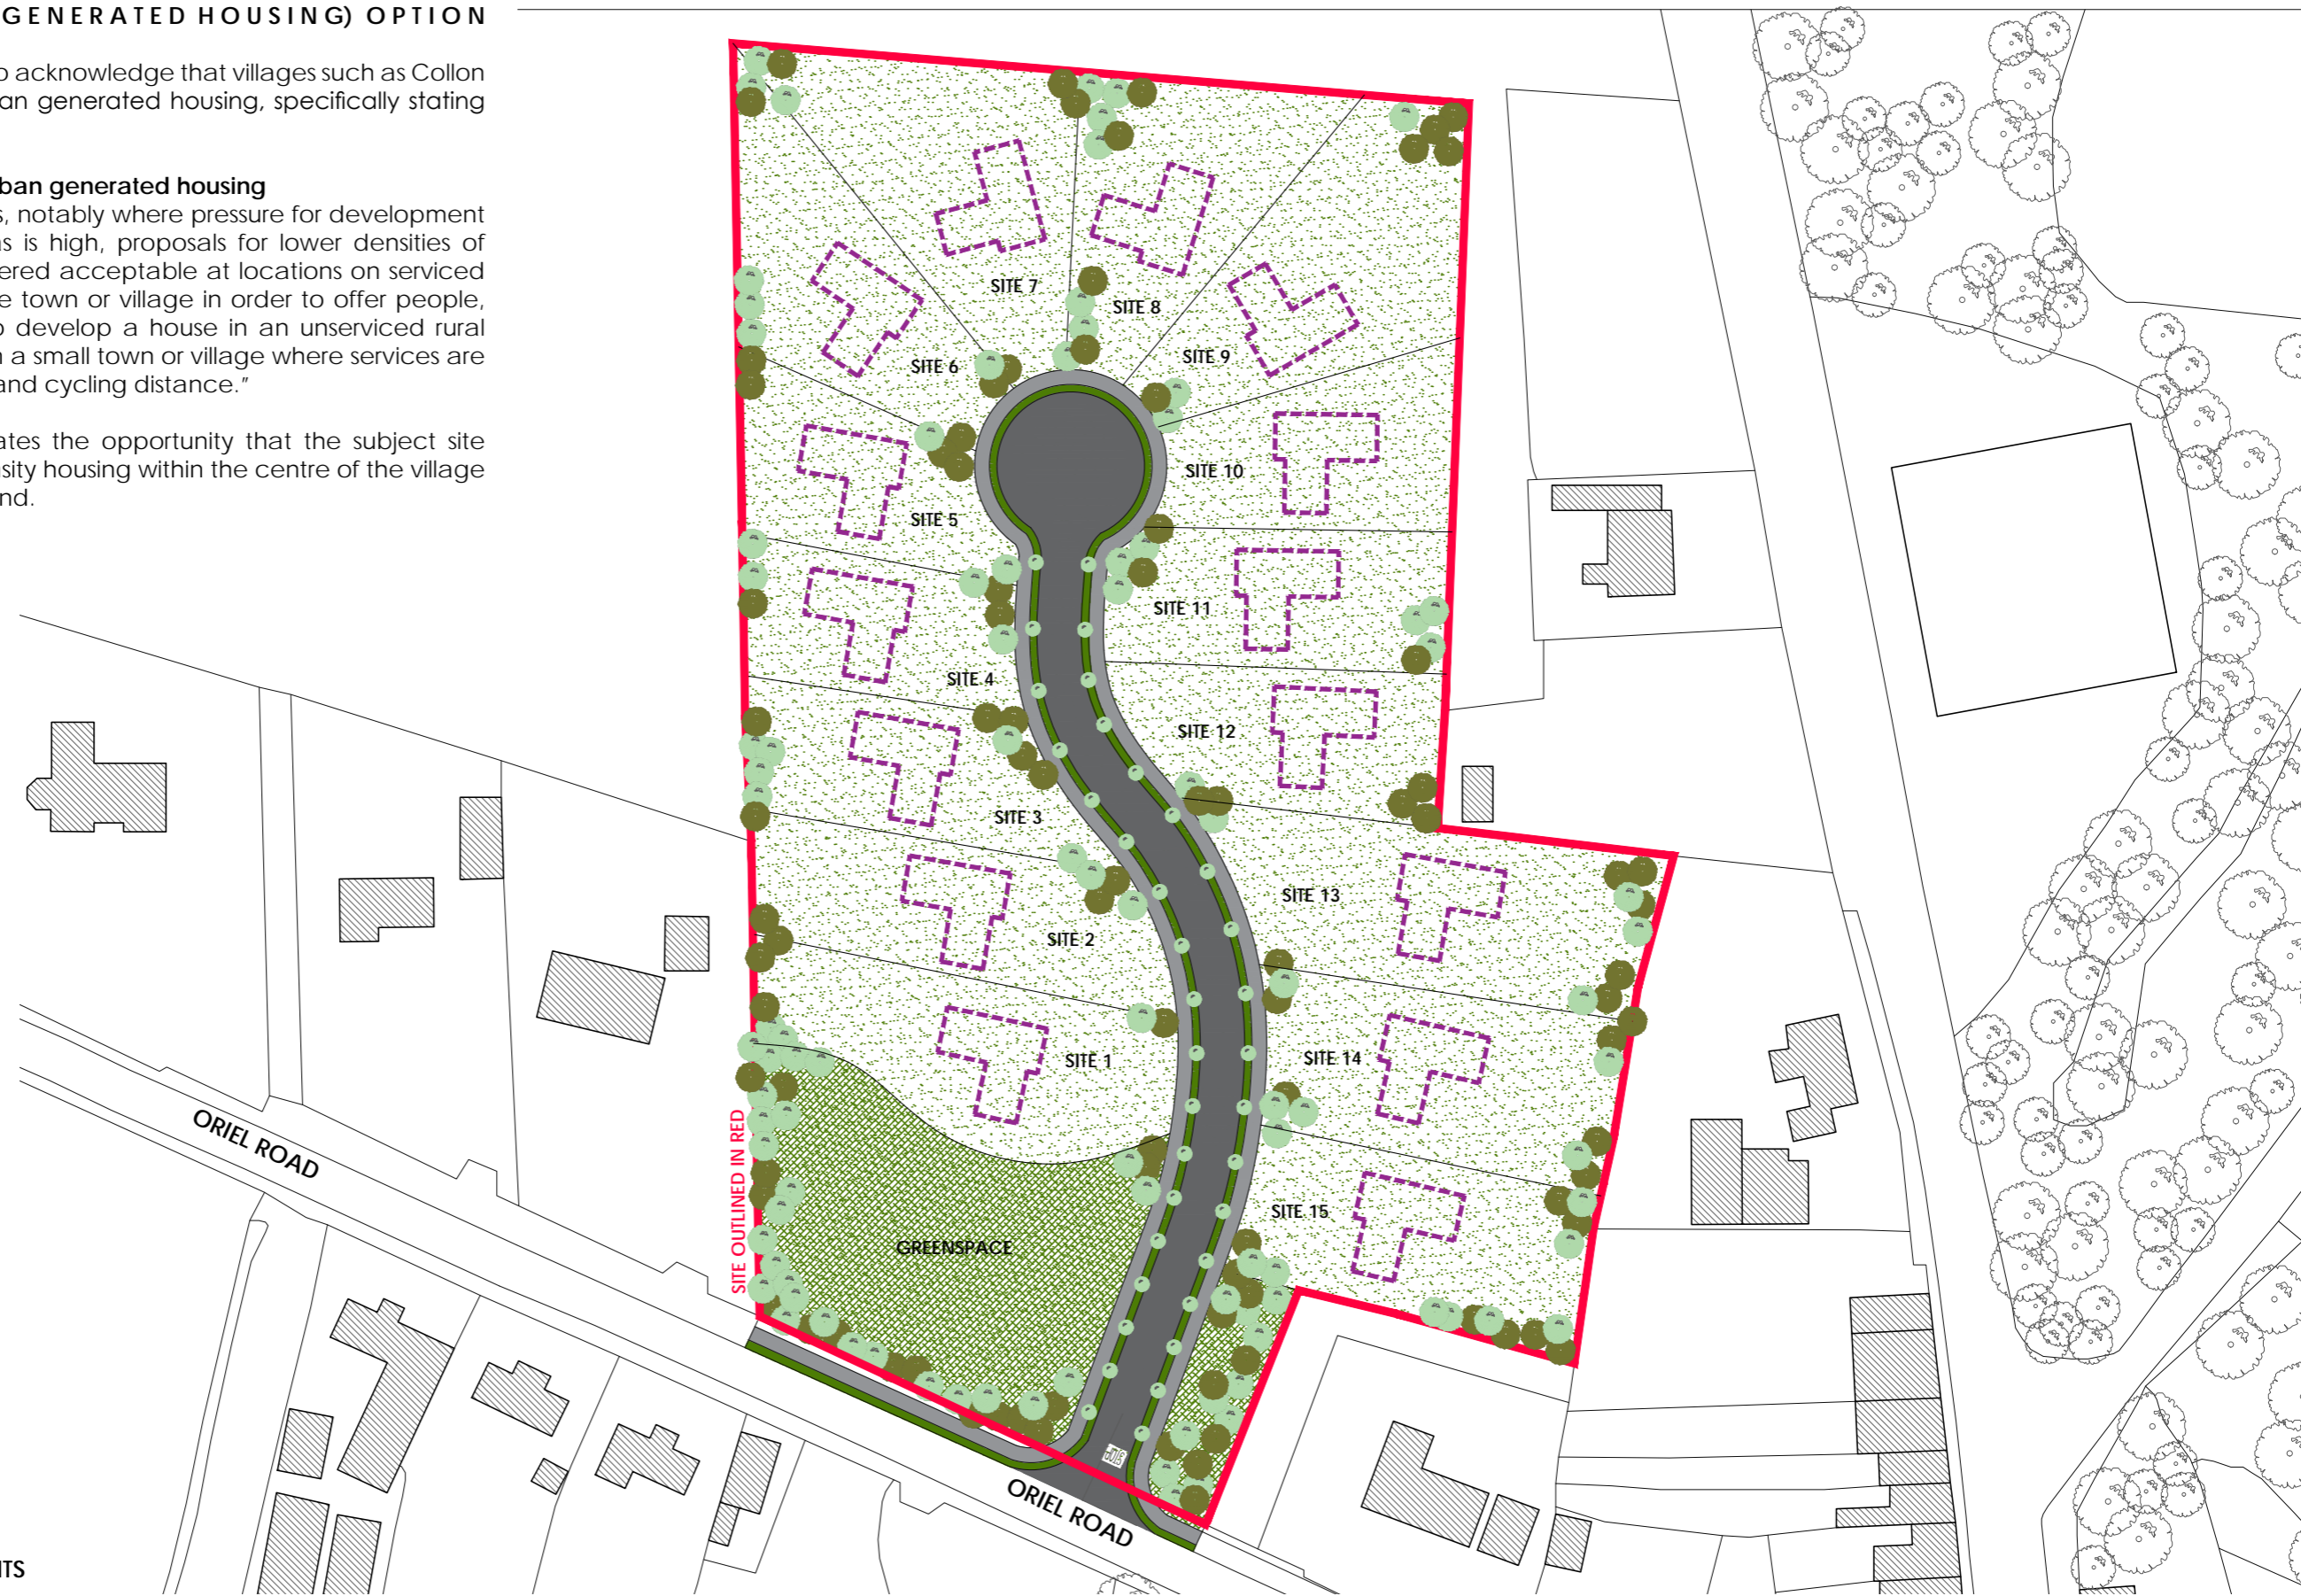 GENERATED HOUSING) OPTION
o acknowledge that villages such as Collon
an generated housing, specifically stating
ban generated housing
s, notably where pressure for development
ns is high, proposals for lower densities of
ered acceptable at locations on serviced
e town or village in order to offer people,
o develop a house in an unserviced rural
n a small town or village where services are
and cycling distance."
ates the opportunity that the subject site
nsity housing within the centre of the village
nd.
SITE 7
SITE 8
SITE 6
SITE 9
SITE 10
SITE 5
SITE 11
SITE 4
SITE 12
SITE 3
SITE 13
SITE 2
SITE 1
SITE 14
SITE 15
GREENSPACE
SITE OUTLINED IN RED
ORIEL ROAD
ORIEL ROAD
ITS